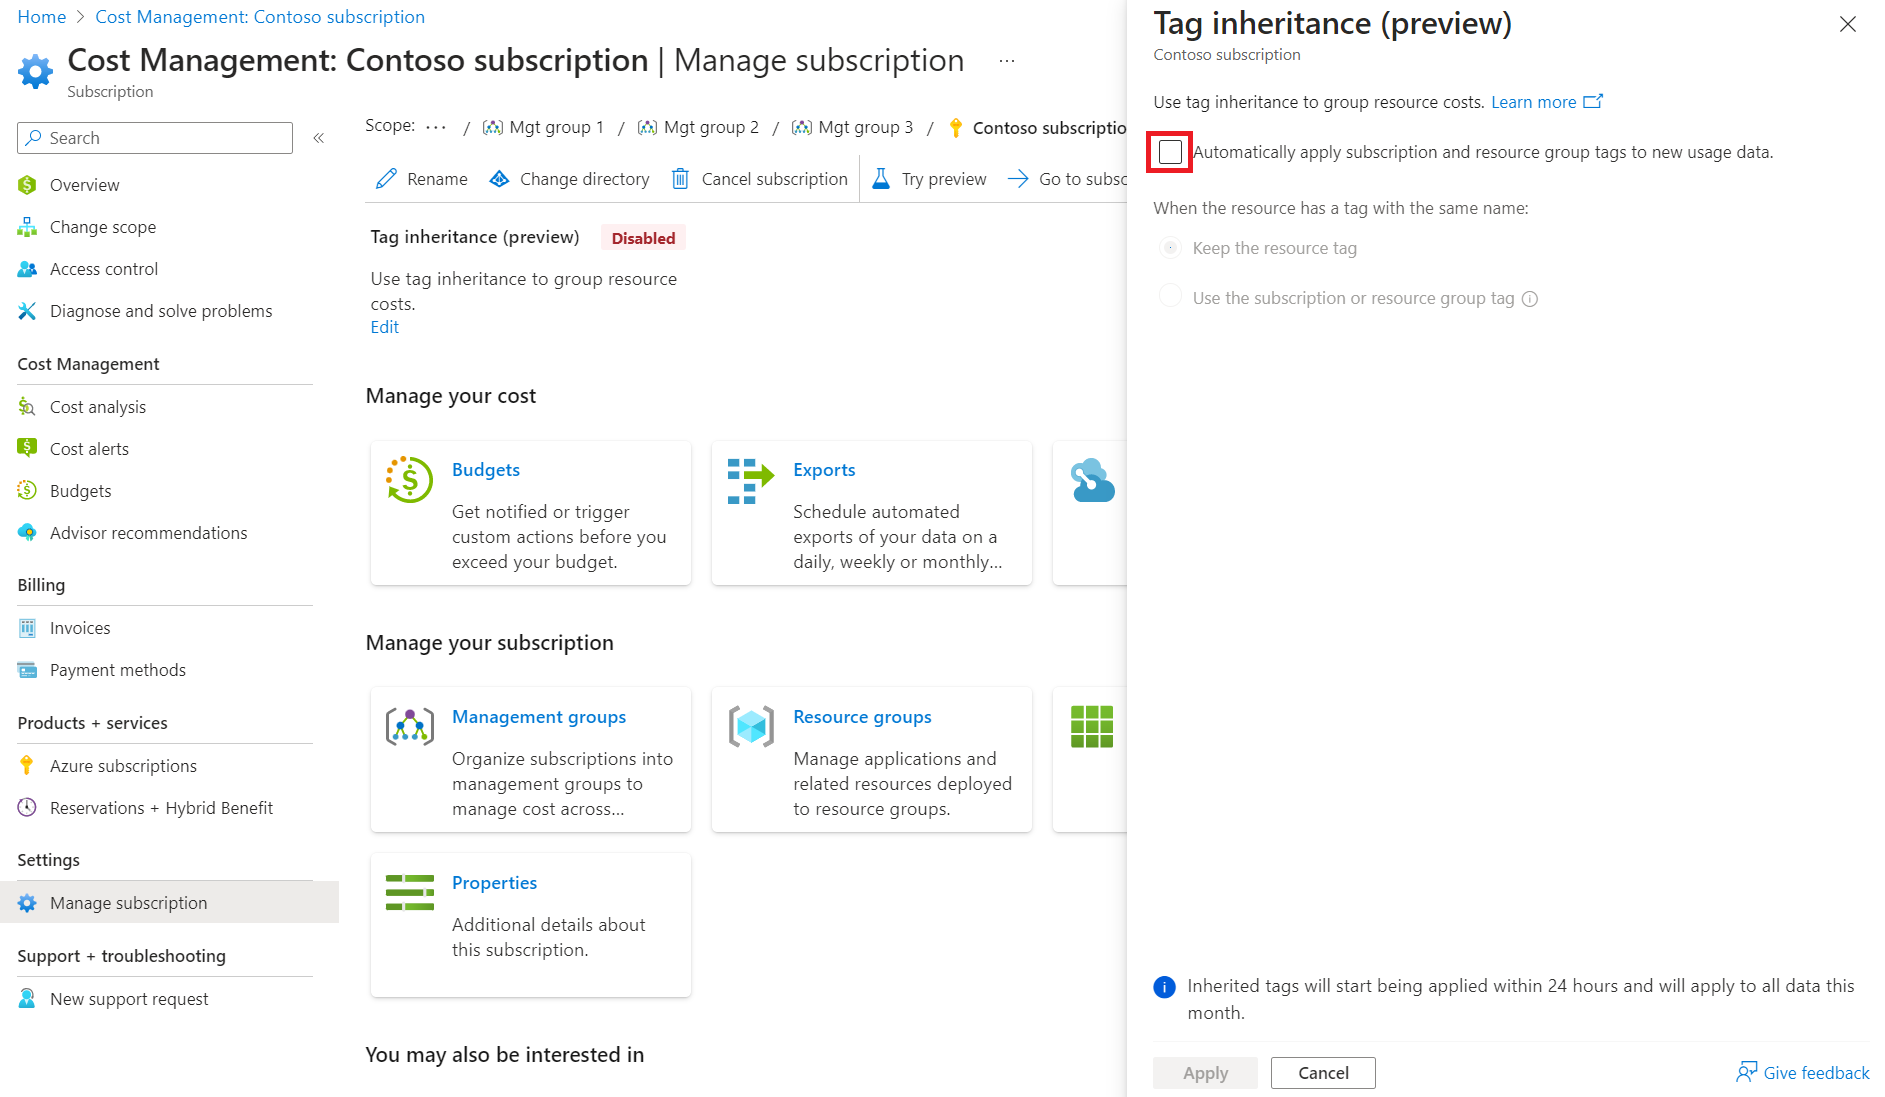 Home > Cost Management: Contoso subscription
Cost Management: Contoso subscription | Manage subscription ...
Subscription
Search «
Overview
Change scope
Access control
Diagnose and solve problems
Cost Management
Cost analysis
Cost alerts
Budgets
Advisor recommendations
Billing
Invoices
Payment methods
Products + services
Azure subscriptions
Reservations + Hybrid Benefit
Settings
Manage subscription
Support + troubleshooting
New support request
Scope: ... / Mgt group 1 / Mgt group 2 / Mgt group 3 / Contoso subscriptio
Rename Change directory Cancel subscription Try preview Go to subsc
Tag inheritance (preview) Disabled
Use tag inheritance to group resource
costs.
Edit
Manage your cost
Budgets
Get notified or trigger
custom actions before you
exceed your budget.
Exports
Schedule automated
exports of your data on a
daily, weekly or monthly...
Manage your subscription
Management groups
Organize subscriptions into
management groups to
manage cost across...
Resource groups
Manage applications and
related resources deployed
to resource groups.
Properties
Additional details about
this subscription.
You may also be interested in
Tag inheritance (preview)
Contoso subscription
Use tag inheritance to group resource costs. Learn more
Automatically apply subscription and resource group tags to new usage data.
When the resource has a tag with the same name:
Keep the resource tag
Use the subscription or resource group tag
Inherited tags will start being applied within 24 hours and will apply to all data this
month.
Apply Cancel Give feedback